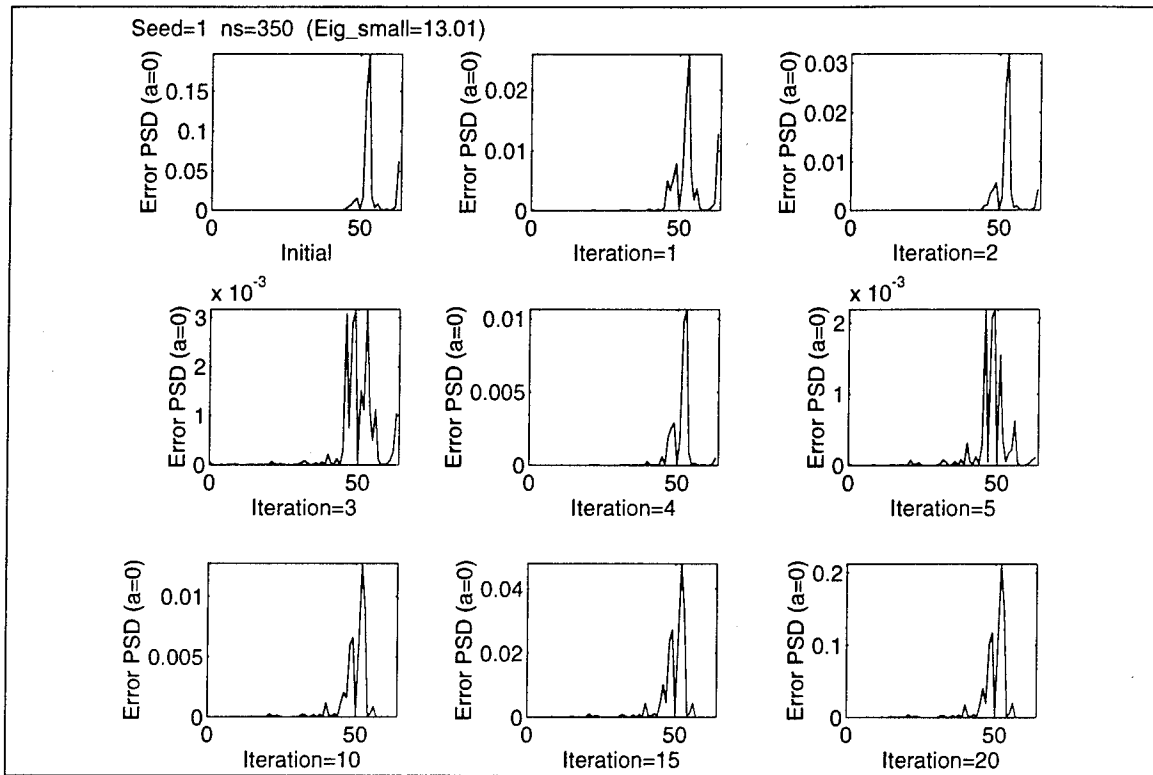 Seed=1 ns=350 (Eig_small=13.01)
Error PSD (a=0)
0.15
0.1
0.05
0
0
50
Initial
Error PSD (a=0)
0.02
0.01
0
0
50
Iteration=1
Error PSD (a=0)
0.03
0.02
0.01
0
0
50
Iteration=2
x 10^-3
Error PSD (a=0)
3
2
1
0
0
50
Iteration=3
Error PSD (a=0)
0.01
0.005
0
0
50
Iteration=4
x 10^-3
Error PSD (a=0)
2
1
0
0
50
Iteration=5
Error PSD (a=0)
0.01
0.005
0
0
50
Iteration=10
Error PSD (a=0)
0.04
0.02
0
0
50
Iteration=15
Error PSD (a=0)
0.2
0.1
0
0
50
Iteration=20